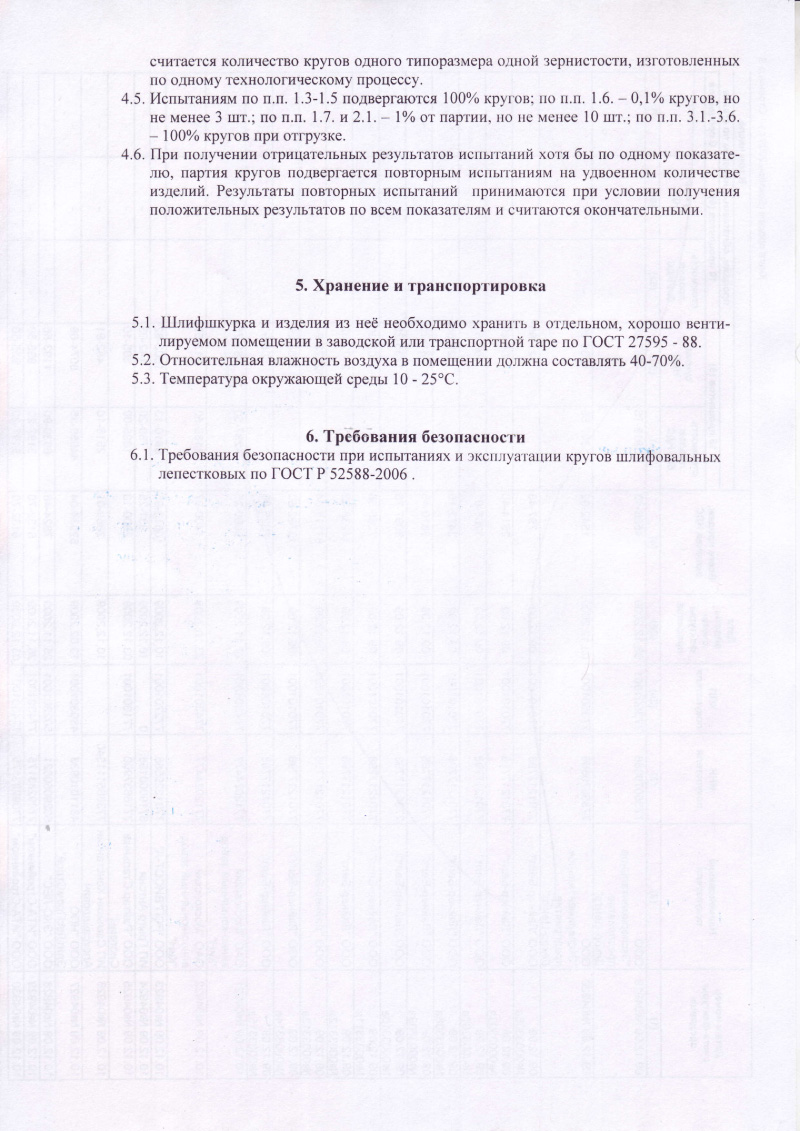 считается количество кругов одного типоразмера одной зернистости, изготовленных
по одному технологическому процессу.
4.5. Испытаниям по п.п. 1.3-1.5 подвергаются 100% кругов; по п.п. 1.6. – 0,1% кругов, но
не менее 3 шт.; по п.п. 1.7. и 2.1. – 1% от партии, но не менее 10 шт.; по п.п. 3.1.-3.6.
– 100% кругов при отгрузке.
4.6. При получении отрицательных результатов испытаний хотя бы по одному показате-
лю, партия кругов подвергается повторным испытаниям на удвоенном количестве
изделий. Результаты повторных испытаний принимаются при условии получения
положительных результатов по всем показателям и считаются окончательными.
5. Хранение и транспортировка
5.1. Шлифшкурка и изделия из неё необходимо хранить в отдельном, хорошо венти-
лируемом помещении в заводской или транспортной таре по ГОСТ 27595 - 88.
5.2. Относительная влажность воздуха в помещении должна составлять 40-70%.
5.3. Температура окружающей среды 10 - 25°С.
6. Требования безопасности
6.1. Требования безопасности при испытаниях и эксплуатации кругов шлифовальных
лепестковых по ГОСТ Р 52588-2006 .